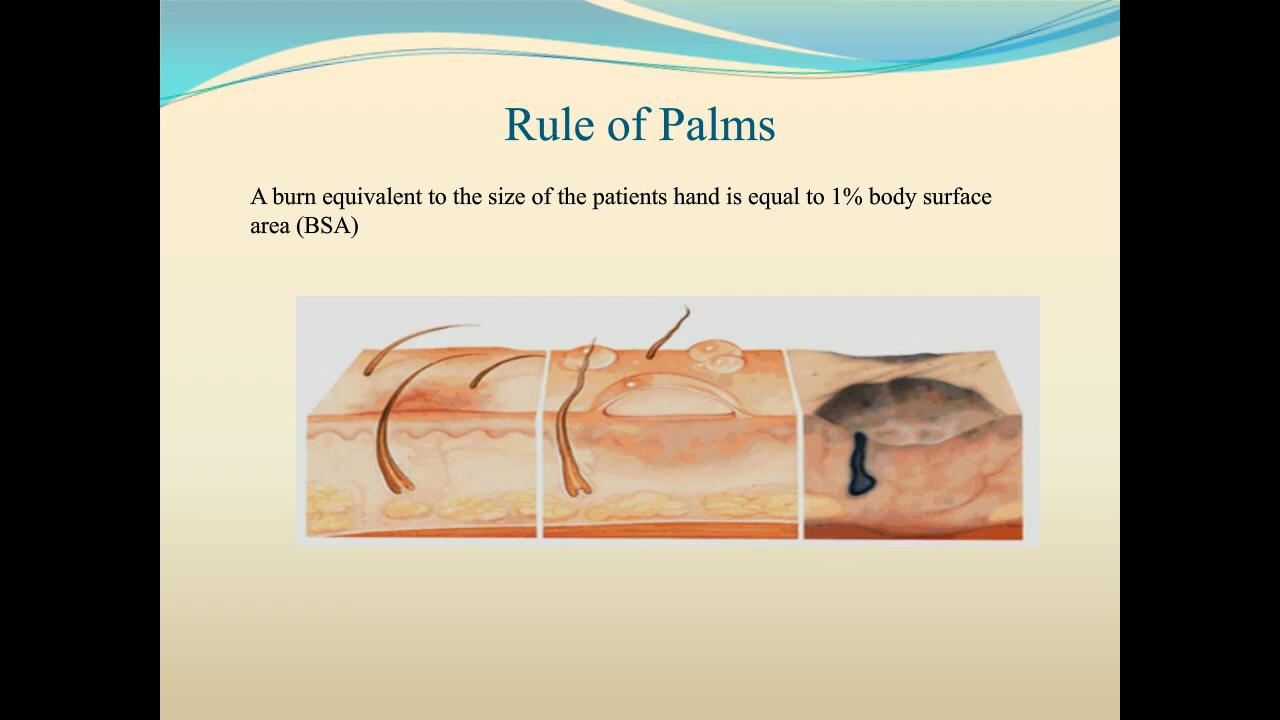 Rule of Palms
A burn equivalent to the size of the patients hand is equal to 1% body surface
area (BSA)